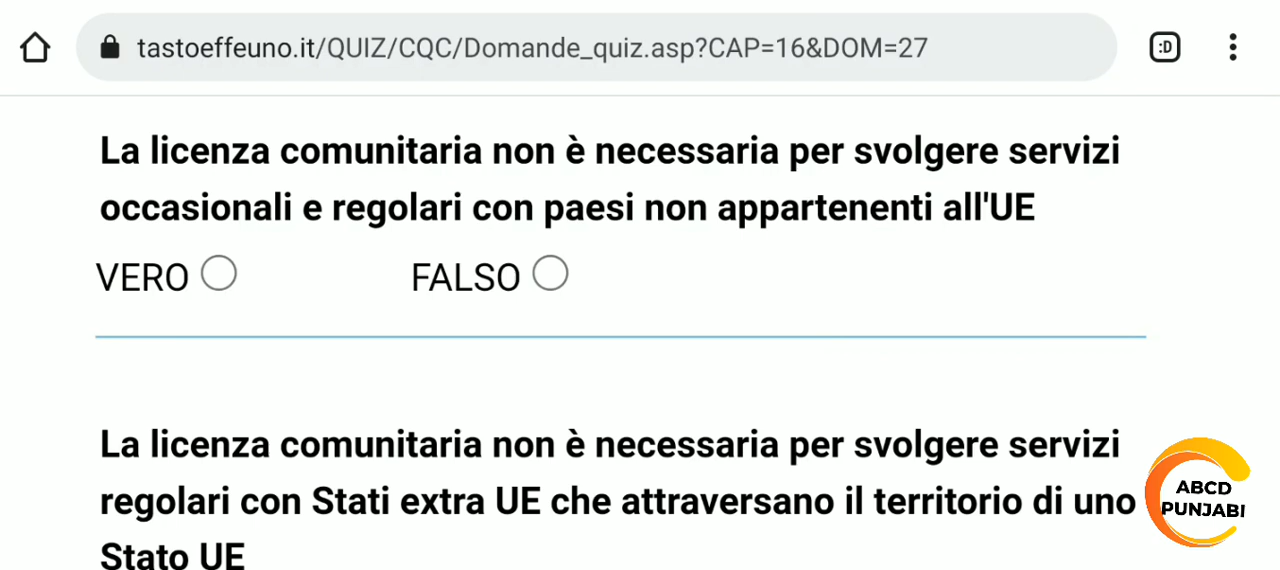 tastoeffeuno.it/QUIZ/CQC/Domande_quiz.asp?CAP=16&DOM=27
:D
La licenza comunitaria non è necessaria per svolgere servizi
occasionali e regolari con paesi non appartenenti all'UE
VERO FALSO
La licenza comunitaria non è necessaria per svolgere servizi
regolari con Stati extra UE che attraversano il territorio di uno
Stato UE
ABCD
PUNJABI